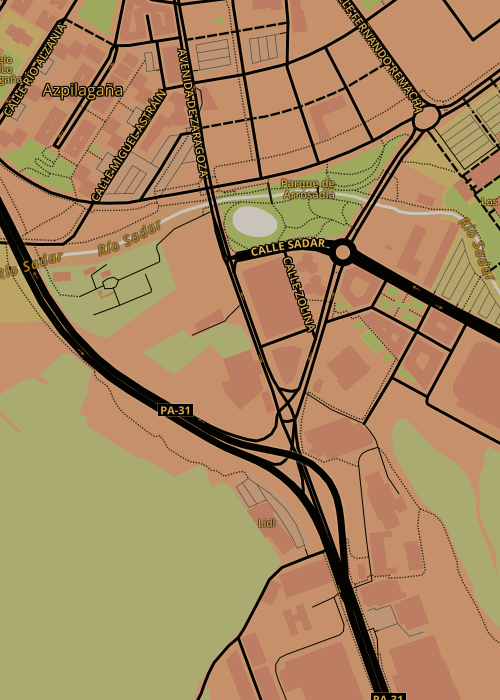 CALLE RÍO ALZANIA
Azpilagaña
CALLE MIGUEL ASTRÁIN
AVENIDA DE ZARAGOZA
CALLE FERNANDO REMACHA
Parque de
Arrosadía
Río Sadar
Río Sadar
Río Sadar
CALLE SADAR
CALLE ZOLINA
PA-31
Lidl
PA-31